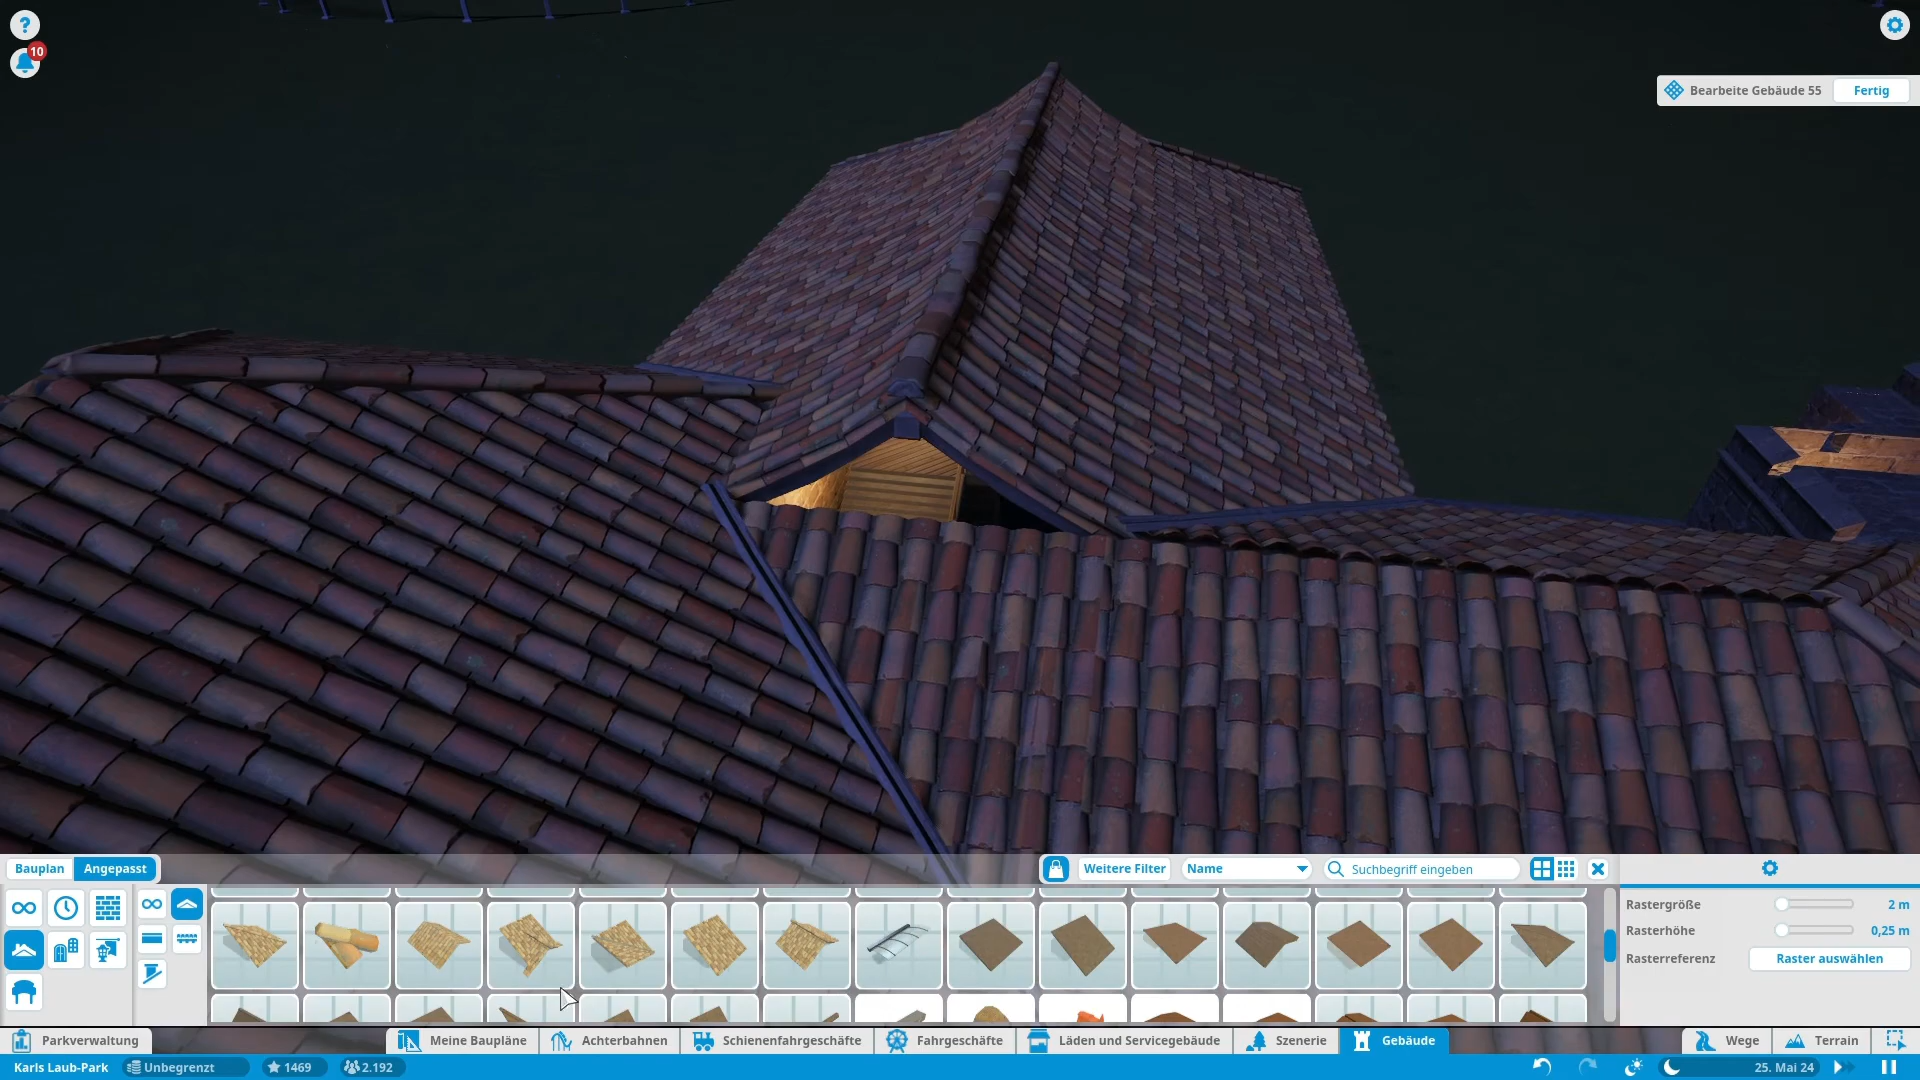 ?
10
Bearbeite Gebäude 55 Fertig
Bauplan Angepasst Weitere Filter Name Suchbegriff eingeben
Rastergröße 2 m
Rasterhöhe 0,25 m
Rasterreferenz Raster auswählen
Parkverwaltung Meine Baupläne Achterbahnen Schienenfahrgeschäfte Fahrgeschäfte Läden und Servicegebäude Szenerie Gebäude Wege Terrain
Karls Laub-Park Unbegrenzt 1469 2.192 25. Mai 24